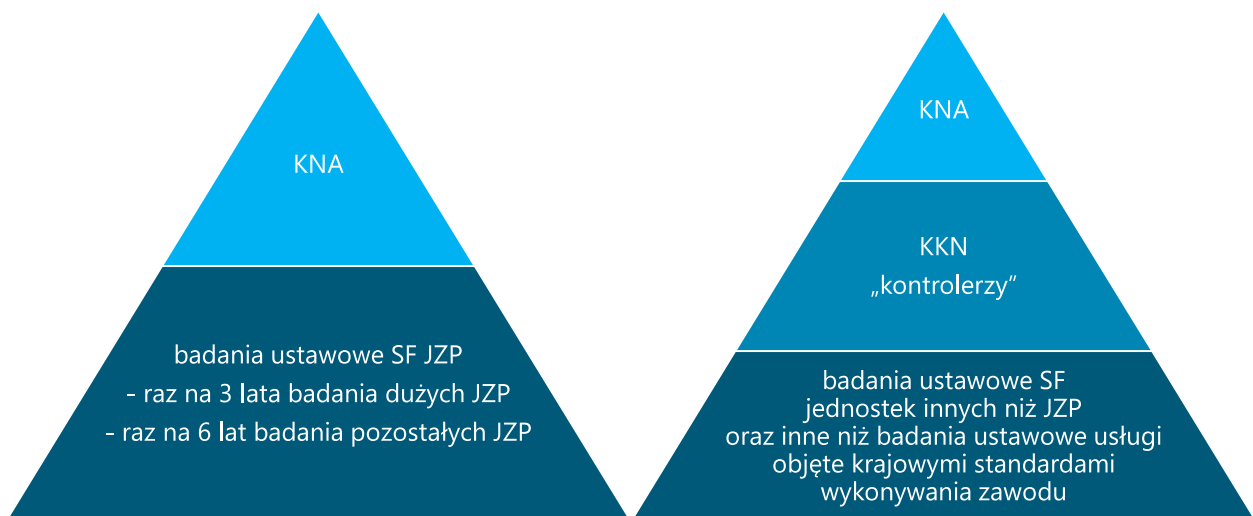 KNA
badania ustawowe SF JZP
- raz na 3 lata badania dużych JZP
- raz na 6 lat badania pozostałych JZP
KNA
KKN
„kontrolerzy”
badania ustawowe SF
jednostek innych niż JZP
oraz inne niż badania ustawowe usługi
objęte krajowymi standardami
wykonywania zawodu